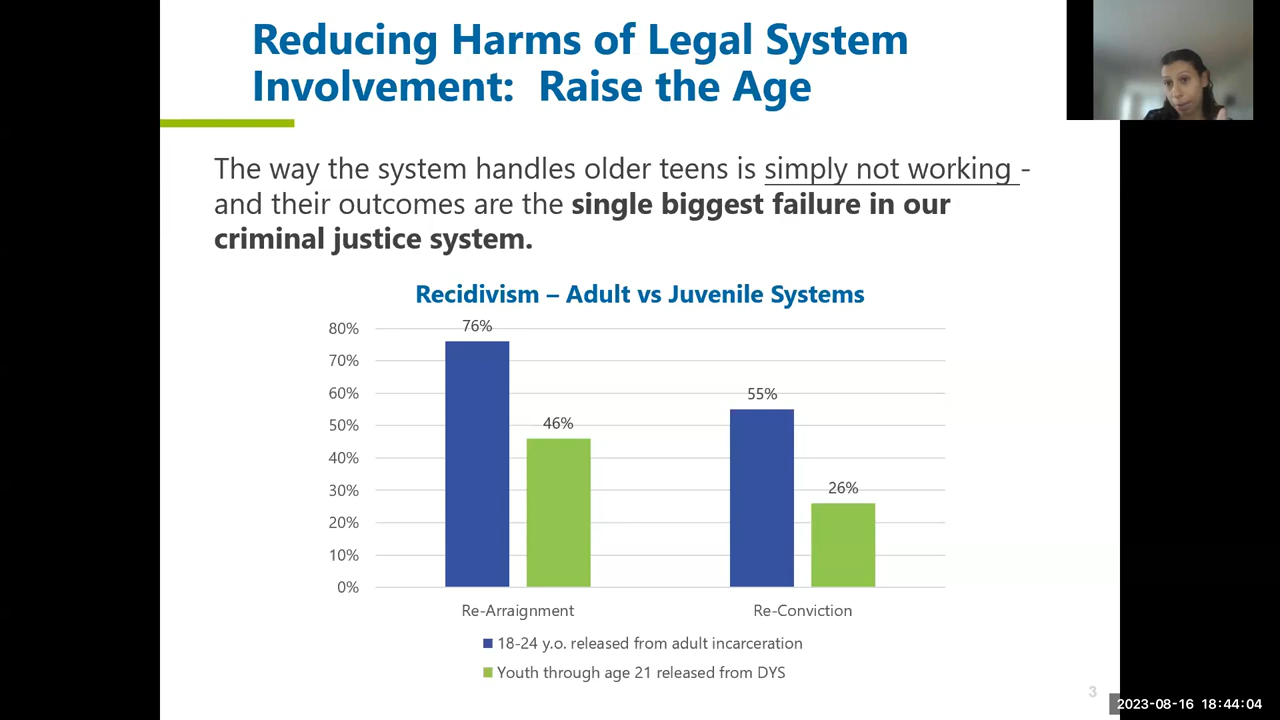 Reducing Harms of Legal System
Involvement:  Raise the Age
The way the system handles older teens is simply not working -
and their outcomes are the single biggest failure in our
criminal justice system.
Recidivism – Adult vs Juvenile Systems
80%
70%
60%
50%
40%
30%
20%
10%
0%
76%
46%
55%
26%
Re-Arraignment
Re-Conviction
18-24 y.o. released from adult incarceration
Youth through age 21 released from DYS
3
2023-08-16 18:44:04